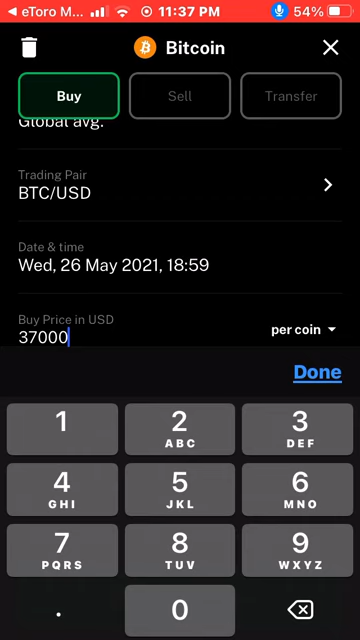 eToro M... 11:37 PM 54%
Bitcoin
Buy Sell Transfer
Global avg.
Trading Pair
BTC/USD
Date & time
Wed, 26 May 2021, 18:59
Buy Price in USD
37000 per coin
Done
1 2 3
ABC DEF
4 5 6
GHI JKL MNO
7 8 9
PQRS TUV WXYZ
. 0